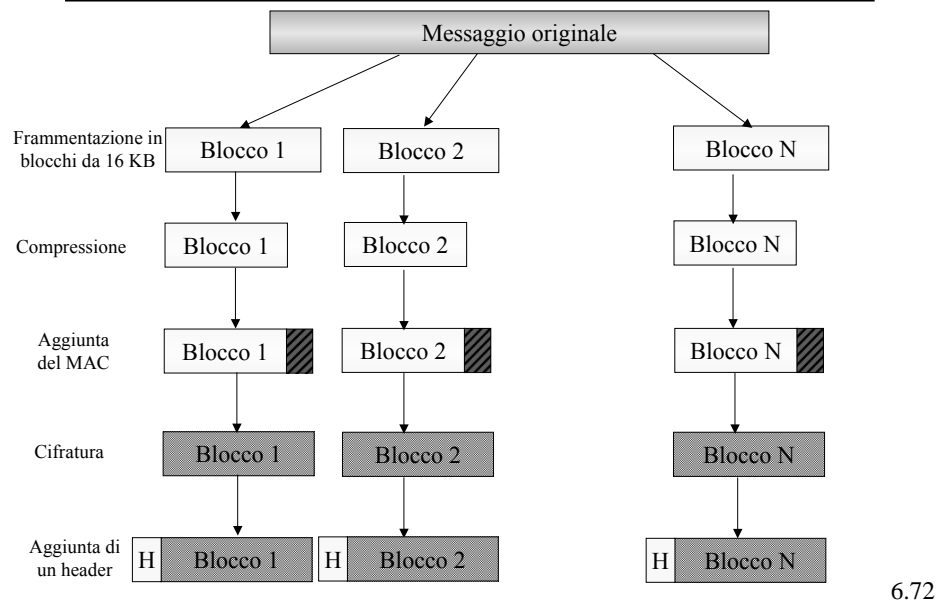 Messaggio originale
Frammentazione in
blocchi da 16 KB
Blocco 1
Blocco 2
Blocco N
Compressione
Blocco 1
Blocco 2
Blocco N
Aggiunta
del MAC
Blocco 1
Blocco 2
Blocco N
Cifratura
Blocco 1
Blocco 2
Blocco N
Aggiunta di
un header
H
Blocco 1
H
Blocco 2
H
Blocco N
6.72